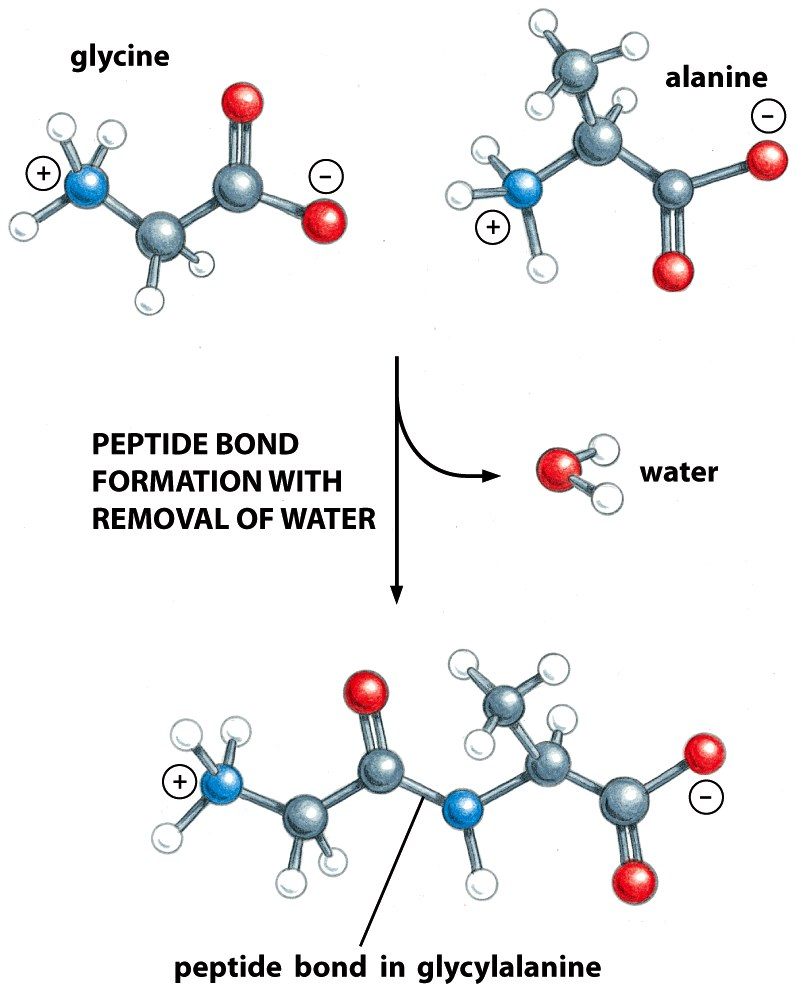 glycine
alanine
+
−
−
+
PEPTIDE BOND
FORMATION WITH
REMOVAL OF WATER
water
+
−
peptide bond in glycylalanine